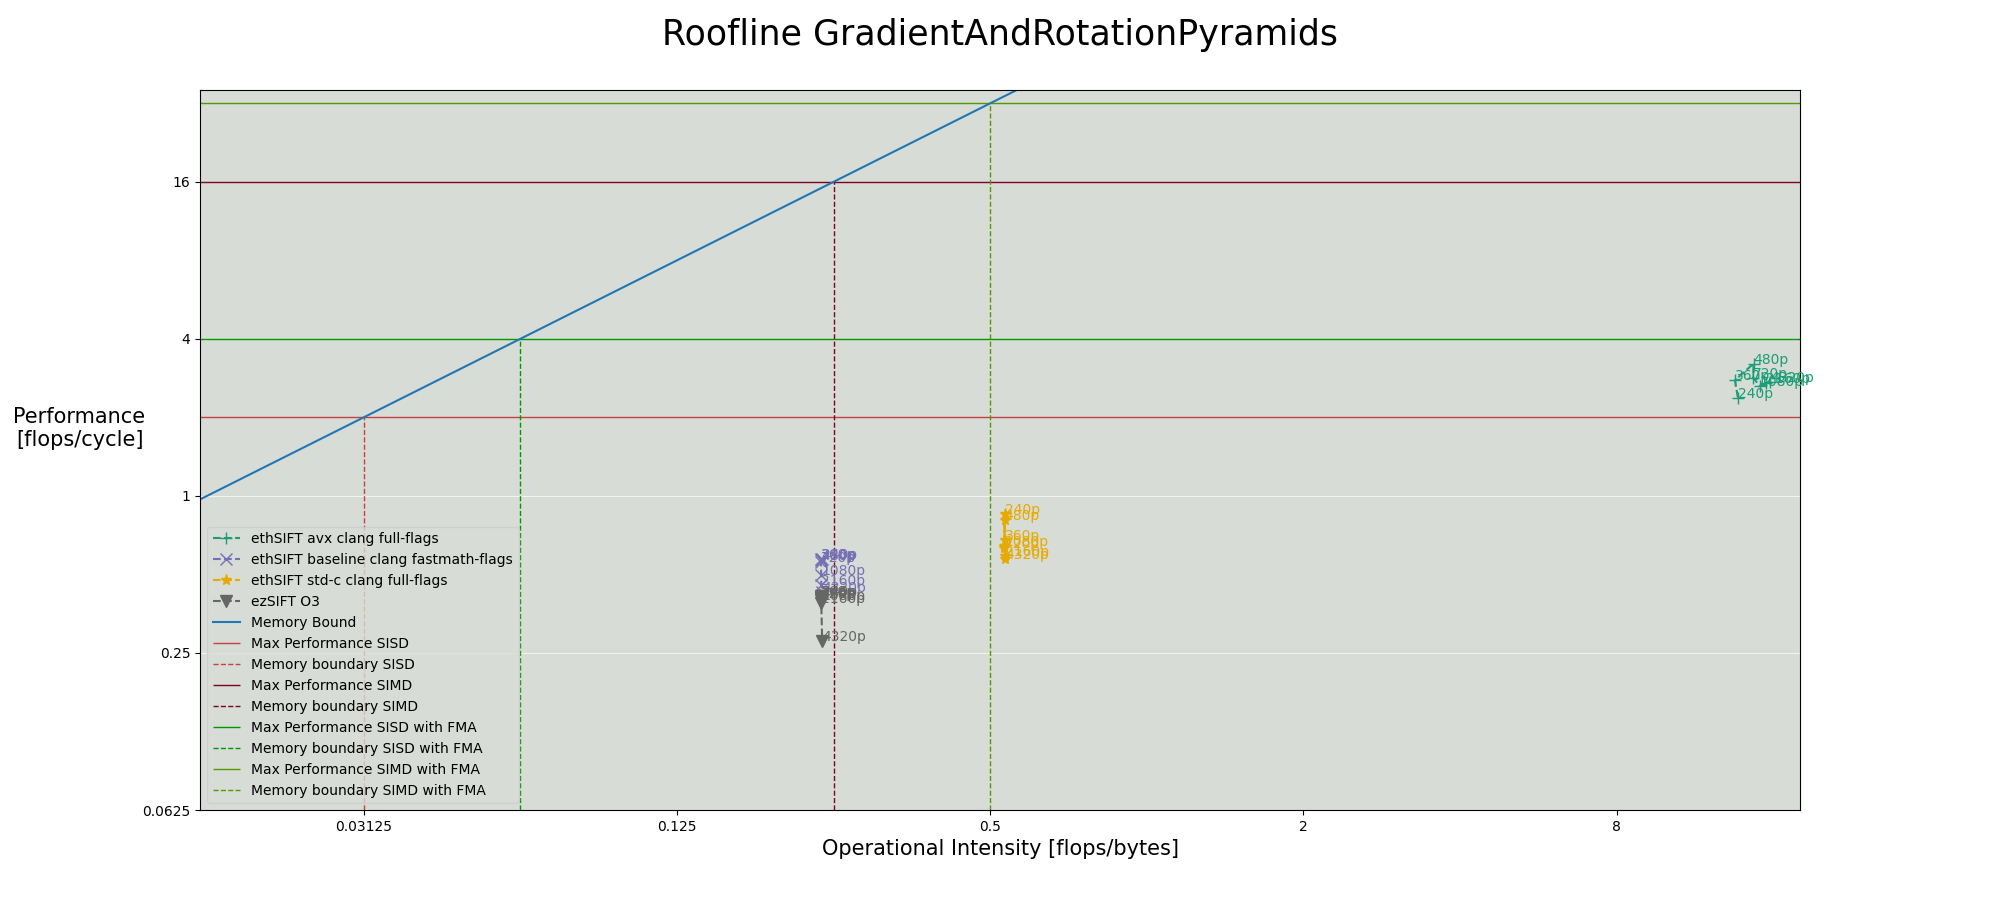 Roofline GradientAndRotationPyramids
Performance
[flops/cycle]
16
4
1
0.25
0.0625
480p
4320p
360p
240p
240p
480p
360p
4320p
1080p
2160p
4320p
ethSIFT avx clang full-flags
ethSIFT baseline clang fastmath-flags
ethSIFT std-c clang full-flags
ezSIFT O3
Memory Bound
Max Performance SISD
Memory boundary SISD
Max Performance SIMD
Memory boundary SIMD
Max Performance SISD with FMA
Memory boundary SISD with FMA
Max Performance SIMD with FMA
Memory boundary SIMD with FMA
0.03125
0.125
0.5
2
8
Operational Intensity [flops/bytes]